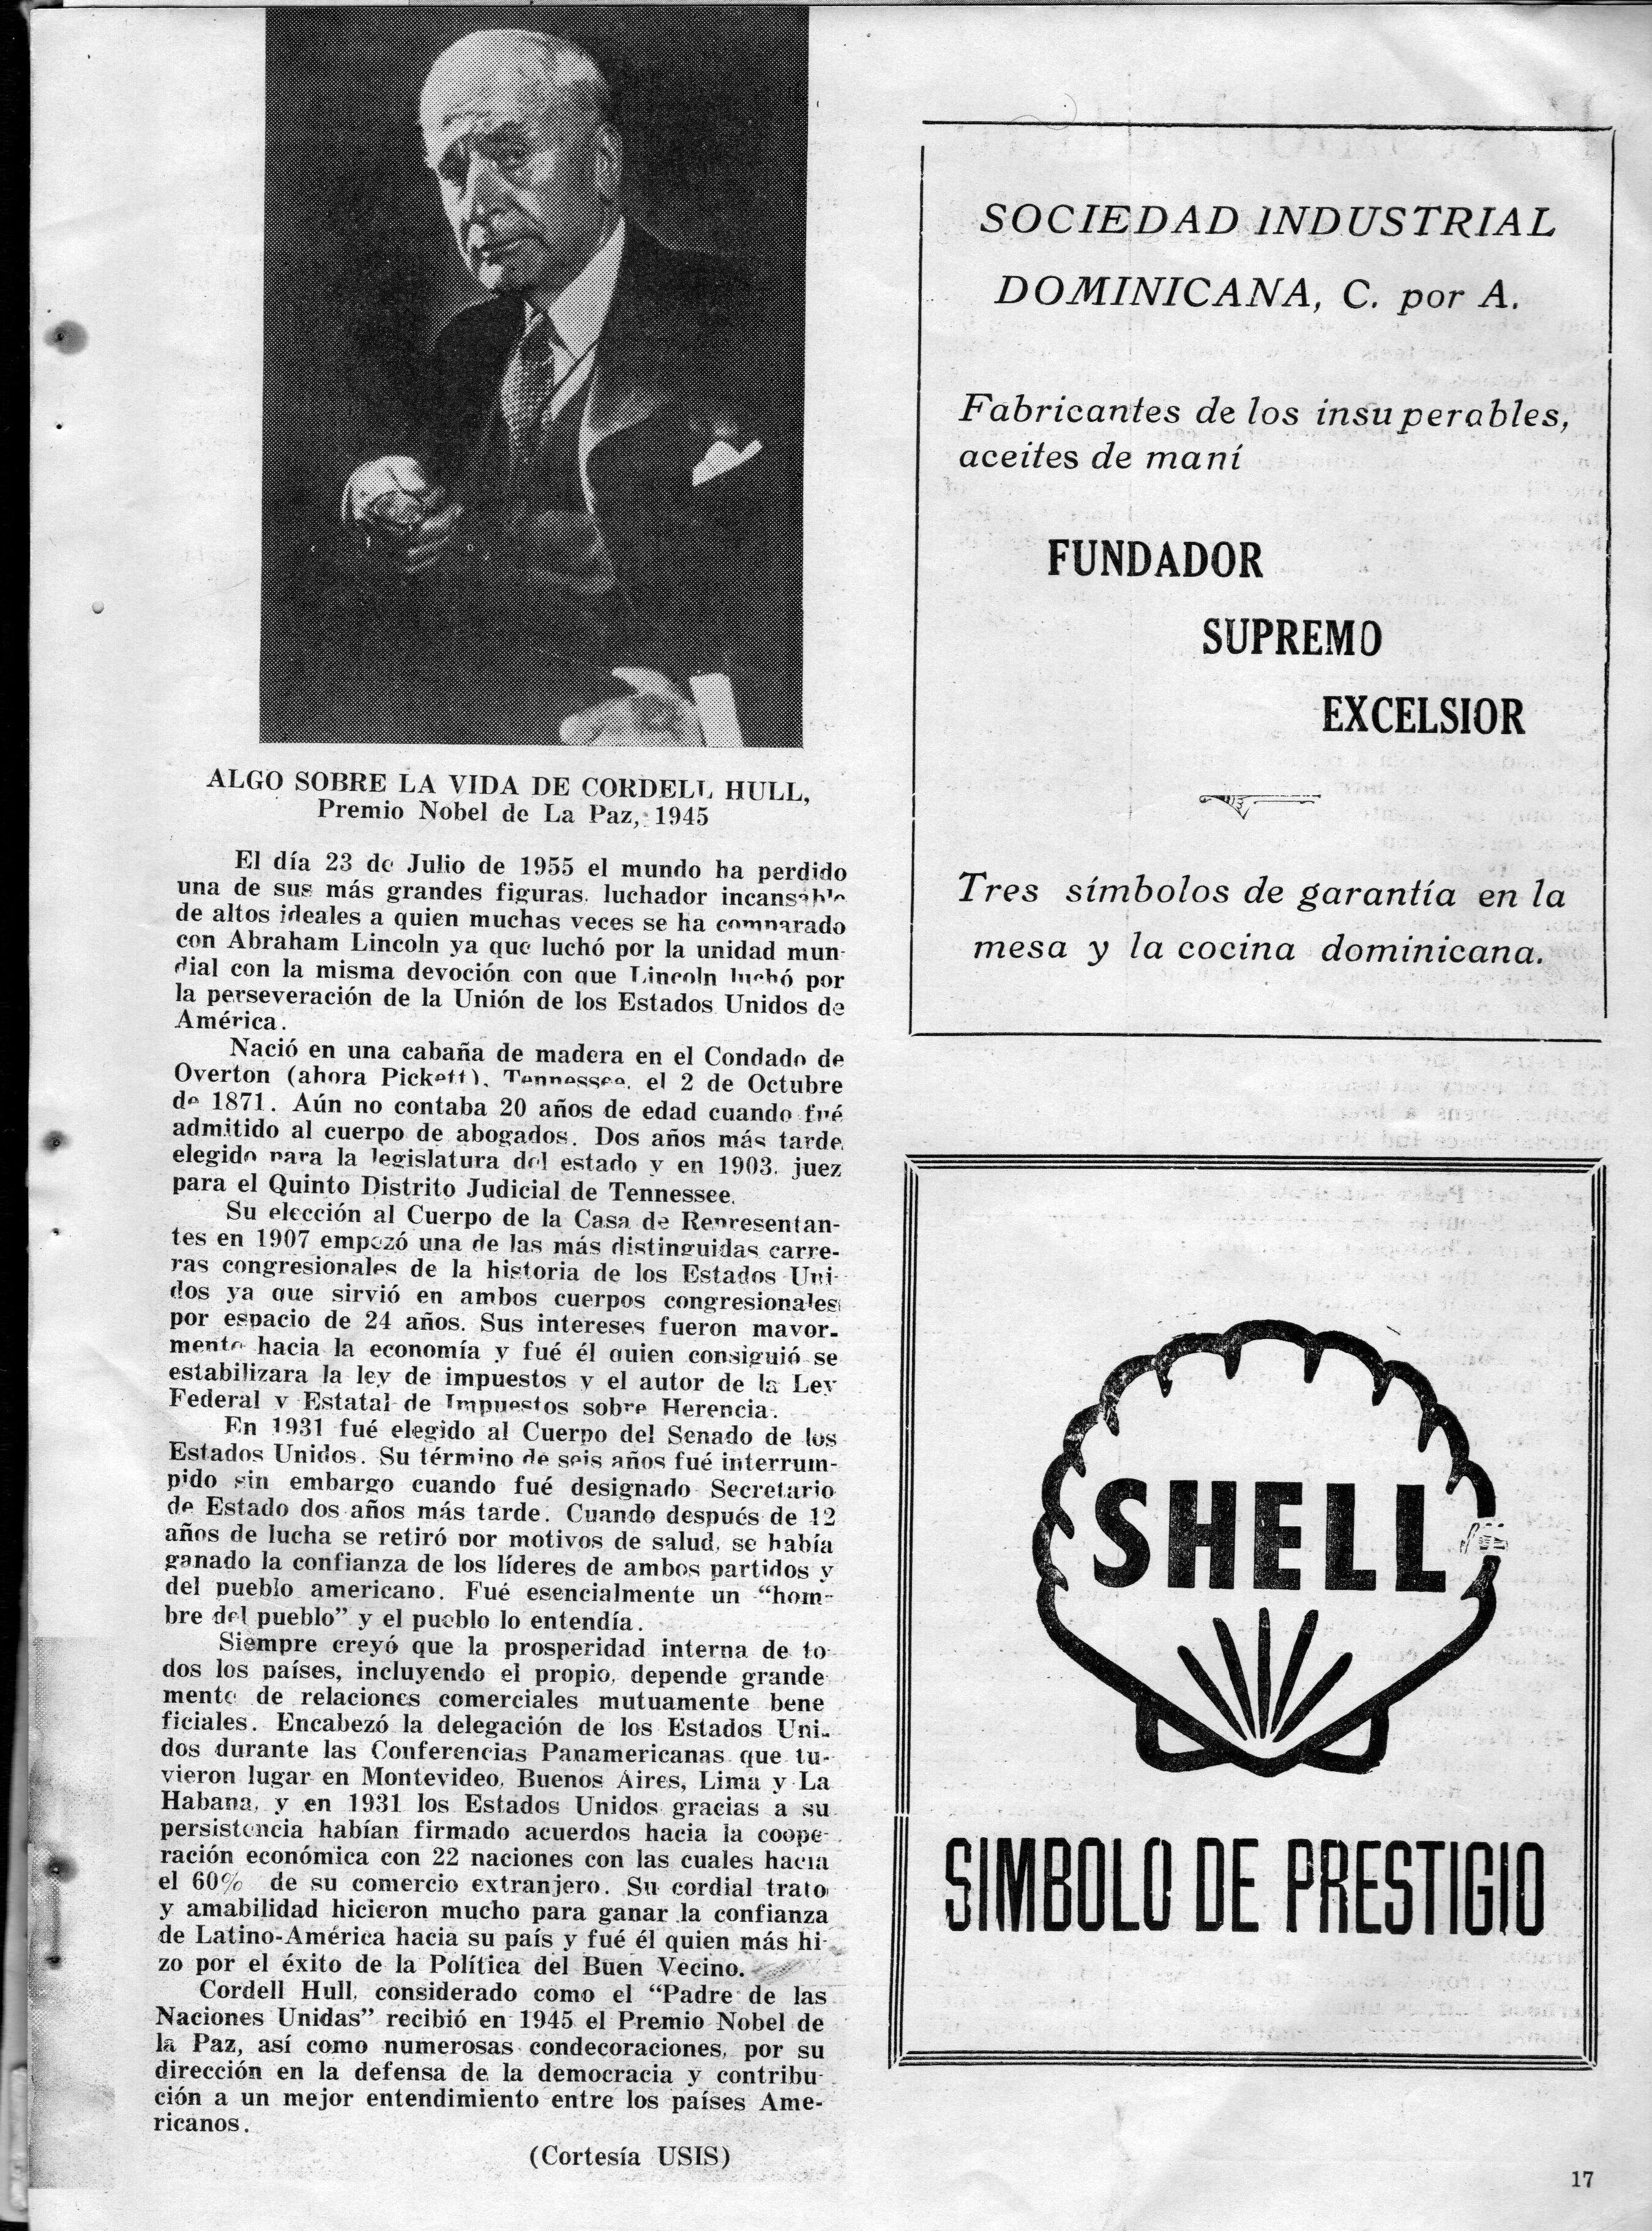 ALGO SOBRE LA VIDA DE CORDELL HULL,
Premio Nobel de La Paz, 1945
El día 23 de Julio de 1955 el mundo ha perdido
una de sus más grandes figuras, luchador incansable
de altos ideales a quien muchas veces se ha comparado
con Abraham Lincoln ya que luchó por la unidad mun-
dial con la misma devoción con que Lincoln luchó por
la perseveración de la Unión de los Estados Unidos de
América.
Nació en una cabaña de madera en el Condado de
Overton (ahora Pickett), Tennessee, el 2 de Octubre
de 1871. Aún no contaba 20 años de edad cuando fué
admitido al cuerpo de abogados. Dos años más tarde,
elegido para la legislatura del estado y en 1903, juez
para el Quinto Distrito Judicial de Tennessee.
Su elección al Cuerpo de la Casa de Representan-
tes en 1907 empezó una de las más distinguidas carre-
ras congresionales de la historia de los Estados Uni-
dos ya que sirvió en ambos cuerpos congresionales
por espacio de 24 años. Sus intereses fueron mayor-
mente hacia la economía y fué él quien consiguió se
estabilizara la ley de impuestos y el autor de la Ley
Federal y Estatal de Impuestos sobre Herencia.
En 1931 fué elegido al Cuerpo del Senado de los
Estados Unidos. Su término de seis años fué interrum-
pido sin embargo cuando fué designado Secretario
de Estado dos años más tarde. Cuando después de 12
años de lucha se retiró por motivos de salud, se había
ganado la confianza de los líderes de ambos partidos y
del pueblo americano. Fué esencialmente un "hom-
bre del pueblo" y el pueblo lo entendía.
Siempre creyó que la prosperidad interna de to-
dos los países, incluyendo el propio, depende grande
mente de relaciones comerciales mutuamente bene
ficiales. Encabezó la delegación de los Estados Uni-
dos durante las Conferencias Panamericanas que tu-
vieron lugar en Montevideo, Buenos Aires, Lima y La
Habana, y en 1931 los Estados Unidos gracias a su
persistencia habían firmado acuerdos hacia la coope-
ración económica con 22 naciones con las cuales hacía
el 60% de su comercio extranjero. Su cordial trato
y amabilidad hicieron mucho para ganar la confianza
de Latino-América hacia su país y fué él quien más hi-
zo por el éxito de la Política del Buen Vecino.
Cordell Hull, considerado como el "Padre de las
Naciones Unidas" recibió en 1945 el Premio Nobel de
la Paz, así como numerosas condecoraciones, por su
dirección en la defensa de la democracia y contribu-
ción a un mejor entendimiento entre los países Ame-
ricanos.
(Cortesía USIS)
SOCIEDAD INDUSTRIAL
DOMINICANA, C. por A.
Fabricantes de los insuperables,
aceites de maní
FUNDADOR
SUPREMO
EXCELSIOR
Tres símbolos de garantía en la
mesa y la cocina dominicana.
SHELL
SIMBOLO DE PRESTIGIO
17